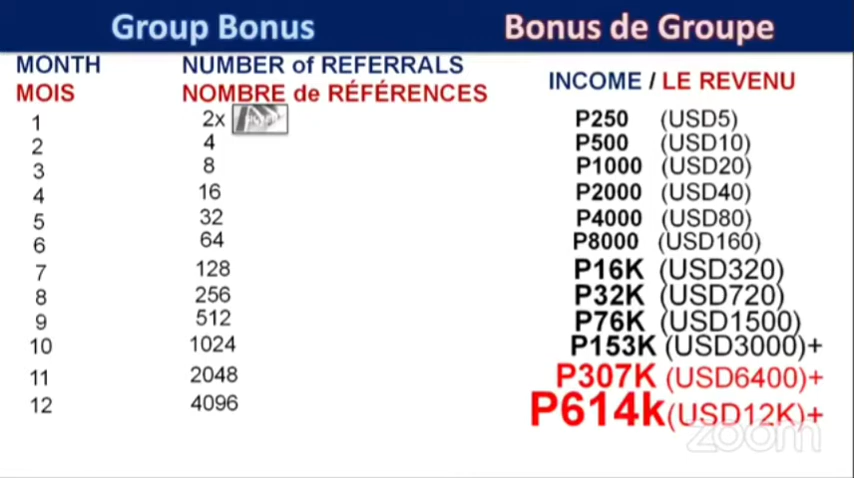 Group Bonus Bonus de Groupe
MONTH NUMBER of REFERRALS INCOME / LE REVENU
MOIS NOMBRE de RÉFÉRENCES
1 2x P250 (USD5)
2 4 P500 (USD10)
3 8 P1000 (USD20)
4 16 P2000 (USD40)
5 32 P4000 (USD80)
6 64 P8000 (USD160)
7 128 P16K (USD320)
8 256 P32K (USD720)
9 512 P76K (USD1500)
10 1024 P153K (USD3000)+
11 2048 P307K (USD6400)+
12 4096 P614k(USD12K)+
zoom